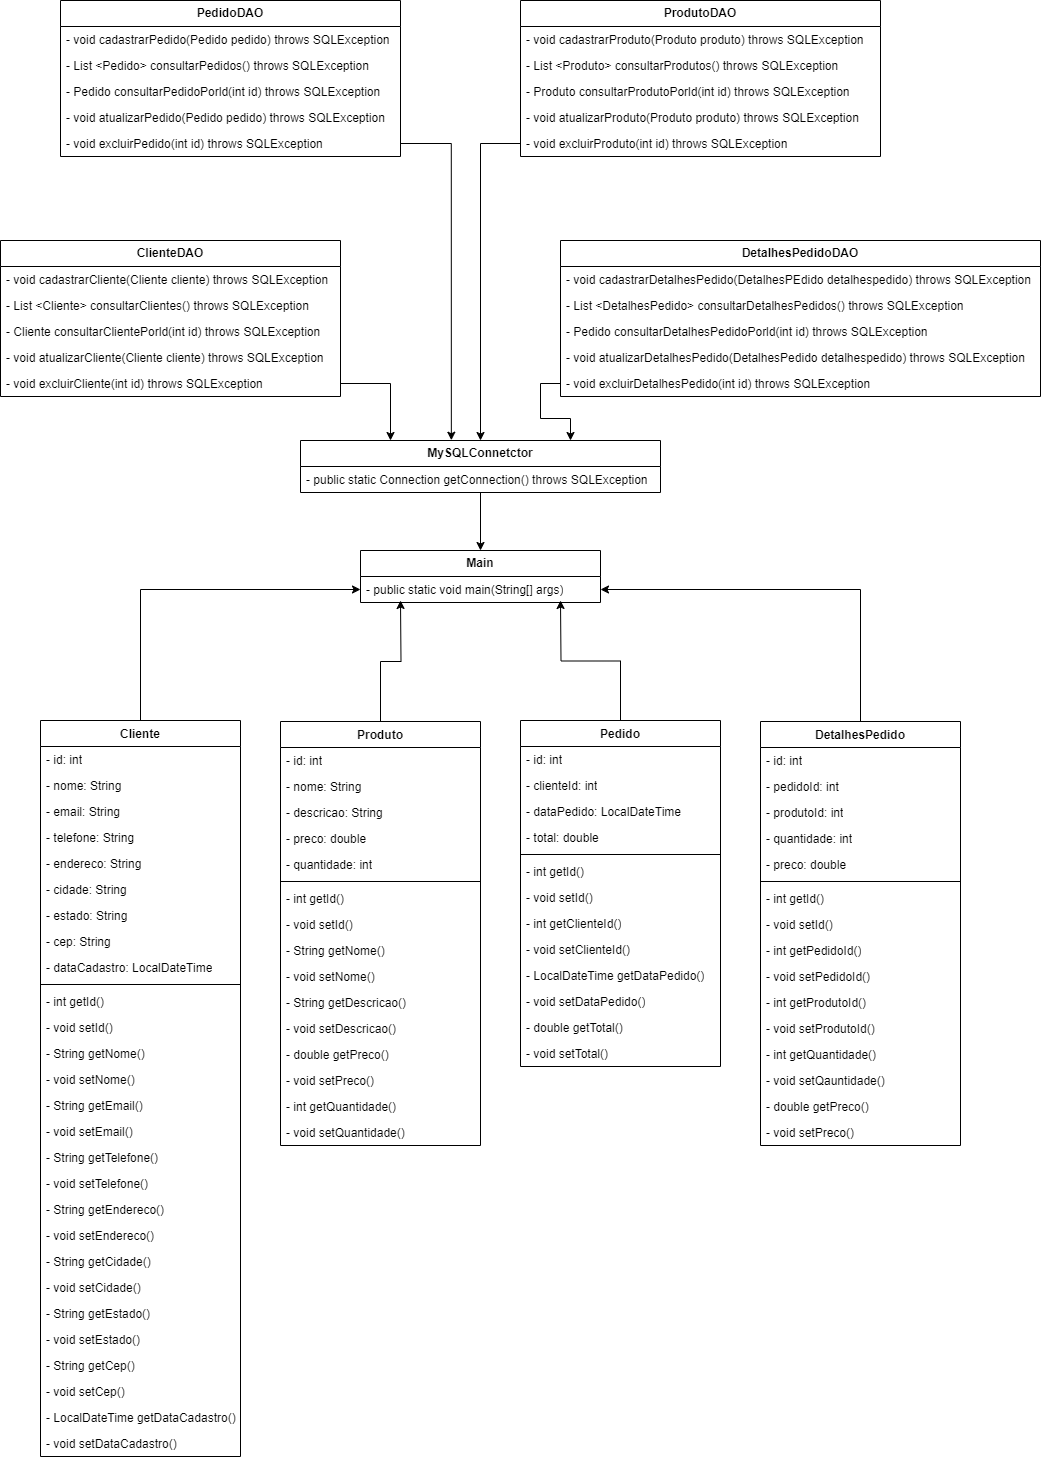 PedidoDAO
- void cadastrarPedido(Pedido pedido) throws SQLException
- List <Pedido> consultarPedidos() throws SQLException
- Pedido consultarPedidoPorId(int id) throws SQLException
- void atualizarPedido(Pedido pedido) throws SQLException
- void excluirPedido(int id) throws SQLException
ProdutoDAO
- void cadastrarProduto(Produto produto) throws SQLException
- List <Produto> consultarProdutos() throws SQLException
- Produto consultarProdutoPorId(int id) throws SQLException
- void atualizarProduto(Produto produto) throws SQLException
- void excluirProduto(int id) throws SQLException
ClienteDAO
- void cadastrarCliente(Cliente cliente) throws SQLException
- List <Cliente> consultarClientes() throws SQLException
- Cliente consultarClientePorId(int id) throws SQLException
- void atualizarCliente(Cliente cliente) throws SQLException
- void excluirCliente(int id) throws SQLException
DetalhesPedidoDAO
- void cadastrarDetalhesPedido(DetalhesPEdido detalhespedido) throws SQLException
- List <DetalhesPedido> consultarDetalhesPedidos() throws SQLException
- Pedido consultarDetalhesPedidoPorId(int id) throws SQLException
- void atualizarDetalhesPedido(DetalhesPedido detalhespedido) throws SQLException
- void excluirDetalhesPedido(int id) throws SQLException
MySQLConnetctor
- public static Connection getConnection() throws SQLException
Main
- public static void main(String[] args)
Cliente
- id: int
- nome: String
- email: String
- telefone: String
- endereco: String
- cidade: String
- estado: String
- cep: String
- dataCadastro: LocalDateTime
- int getId()
- void setId()
- String getNome()
- void setNome()
- String getEmail()
- void setEmail()
- String getTelefone()
- void setTelefone()
- String getEndereco()
- void setEndereco()
- String getCidade()
- void setCidade()
- String getEstado()
- void setEstado()
- String getCep()
- void setCep()
- LocalDateTime getDataCadastro()
- void setDataCadastro()
Produto
- id: int
- nome: String
- descricao: String
- preco: double
- quantidade: int
- int getId()
- void setId()
- String getNome()
- void setNome()
- String getDescricao()
- void setDescricao()
- double getPreco()
- void setPreco()
- int getQuantidade()
- void setQuantidade()
Pedido
- id: int
- clienteId: int
- dataPedido: LocalDateTime
- total: double
- int getId()
- void setId()
- int getClienteId()
- void setClienteId()
- LocalDateTime getDataPedido()
- void setDataPedido()
- double getTotal()
- void setTotal()
DetalhesPedido
- id: int
- pedidoId: int
- produtoId: int
- quantidade: int
- preco: double
- int getId()
- void setId()
- int getPedidoId()
- void setPedidoId()
- int getProdutoId()
- void setProdutoId()
- int getQuantidade()
- void setQauntidade()
- double getPreco()
- void setPreco()